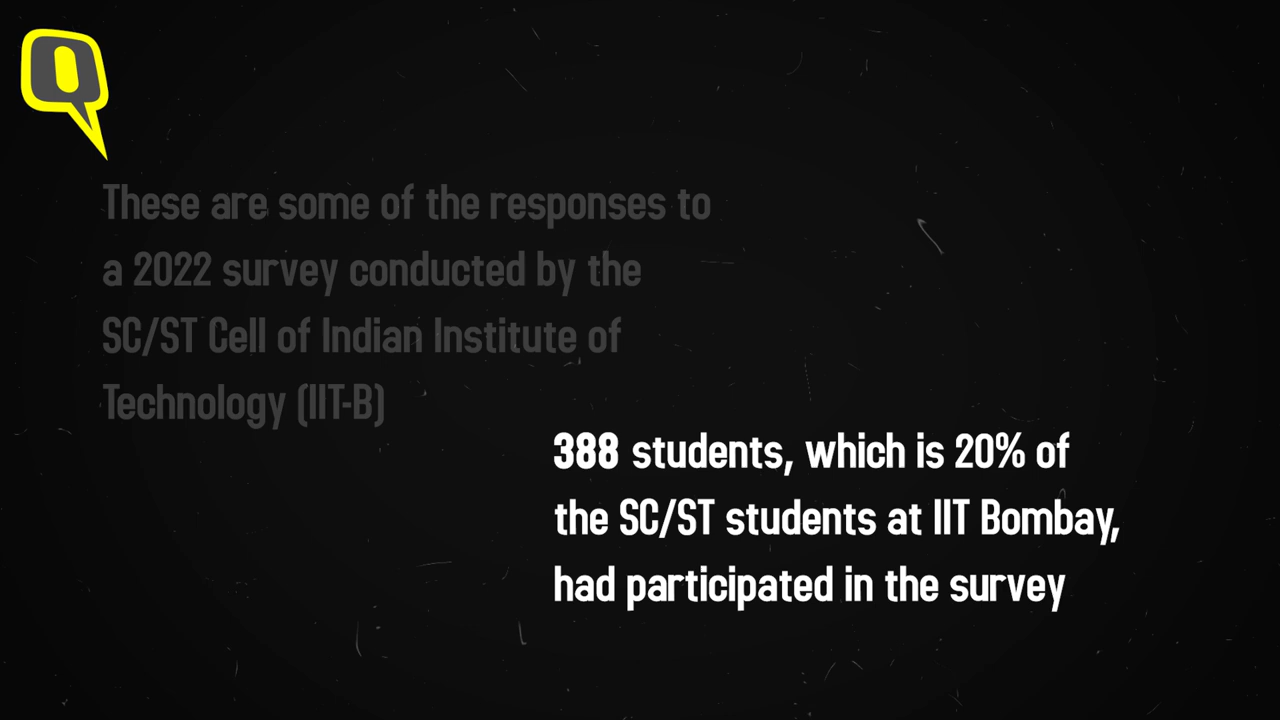 These are some of the responses to
a 2022 survey conducted by the
SC/ST Cell of Indian Institute of
Technology (IIT-B)
388 students, which is 20% of
the SC/ST students at IIT Bombay,
had participated in the survey